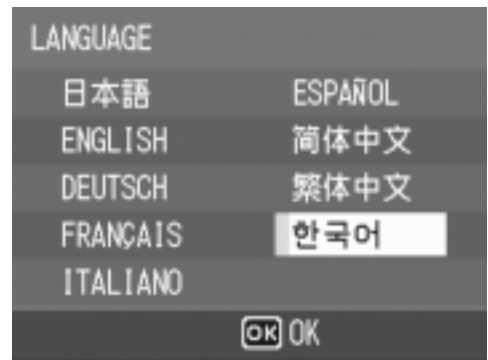 LANGUAGE
日本語 ESPAÑOL
ENGLISH 简体中文
DEUTSCH 繁体中文
FRANÇAIS 한국어
ITALIANO
OK OK